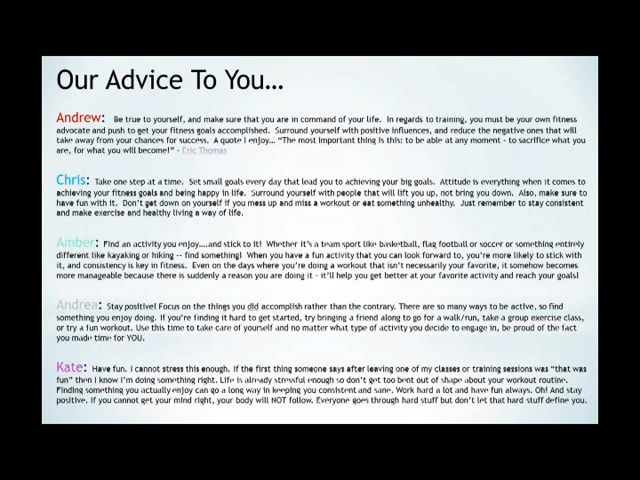 Our Advice To You…
Andrew: Be true to yourself, and make sure that you are in command of your life. In regards to training, you must be your own fitness
advocate and push to get your fitness goals accomplished. Surround yourself with positive influences, and reduce the negative ones that will
take away from your chances for success. A quote I enjoy… “The most important thing is this: to be able at any moment - to sacrifice what you
are, for what you will become!” - Eric Thomas
Chris: Take one step at a time. Set small goals every day that lead you to achieving your big goals. Attitude is everything when it comes to
achieving your fitness goals and being happy in life. Surround yourself with people that will lift you up, not bring you down. Also, make sure to
have fun with it. Don’t get down on yourself if you mess up and miss a workout or eat something unhealthy. Just remember to stay consistent
and make exercise and healthy living a way of life.
Amber: Find an activity you enjoy….and stick to it! Whether it’s a team sport like basketball, flag football or soccer or something entirely
different like kayaking or hiking -- find something! When you have a fun activity that you can look forward to, you’re more likely to stick with
it, and consistency is key in fitness. Even on the days where you’re doing a workout that isn’t necessarily your favorite, it somehow becomes
more manageable because there is suddenly a reason you are doing it - it’ll help you get better at your favorite activity and reach your goals!
Andrea: Stay positive! Focus on the things you did accomplish rather than the contrary. There are so many ways to be active, so find
something you enjoy doing. If you’re finding it hard to get started, try bringing a friend along to go for a walk/run, take a group exercise class,
or try a fun workout. Use this time to take care of yourself and no matter what type of activity you decide to engage in, be proud of the fact
you made time for YOU.
Kate: Have fun. I cannot stress this enough. If the first thing someone says after leaving one of my classes or training sessions was “that was
fun” then I know I’m doing something right. Life is already stressful enough so don’t get too bent out of shape about your workout routine.
Finding something you actually enjoy can go a long way in keeping you consistent and sane. Work hard a lot and have fun always. Oh! And stay
positive. If you cannot get your mind right, your body will NOT follow. Everyone goes through hard stuff but don’t let that hard stuff define you.